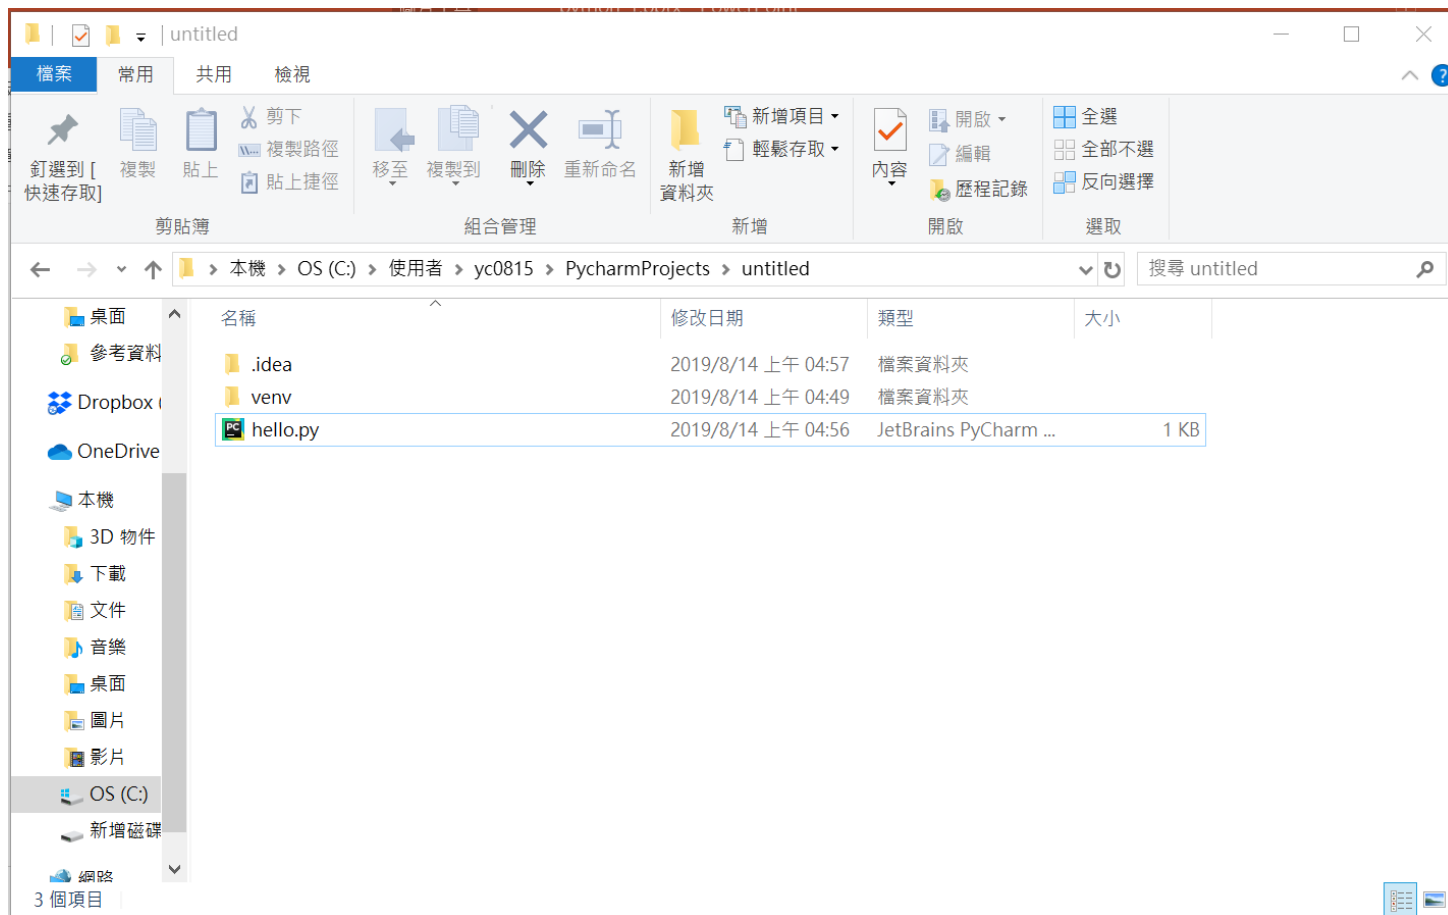 untitled
檔案 常用 共用 檢視
釘選到 [
快速存取]
複製
貼上
剪下
複製路徑
貼上捷徑
剪貼簿
移至
複製到
刪除
重新命名
組合管理
新增
資料夾
新增項目
輕鬆存取
新增
內容
開啟
編輯
歷程記錄
開啟
全選
全部不選
反向選擇
選取
本機 > OS (C:) > 使用者 > yc0815 > PycharmProjects > untitled
搜尋 untitled
桌面
參考資料
Dropbox (
OneDrive
本機
3D 物件
下載
文件
音樂
桌面
圖片
影片
OS (C:)
新增磁碟
網路
名稱 修改日期 類型 大小
.idea 2019/8/14 上午 04:57 檔案資料夾
venv 2019/8/14 上午 04:49 檔案資料夾
hello.py 2019/8/14 上午 04:56 JetBrains PyCharm ... 1 KB
3 個項目